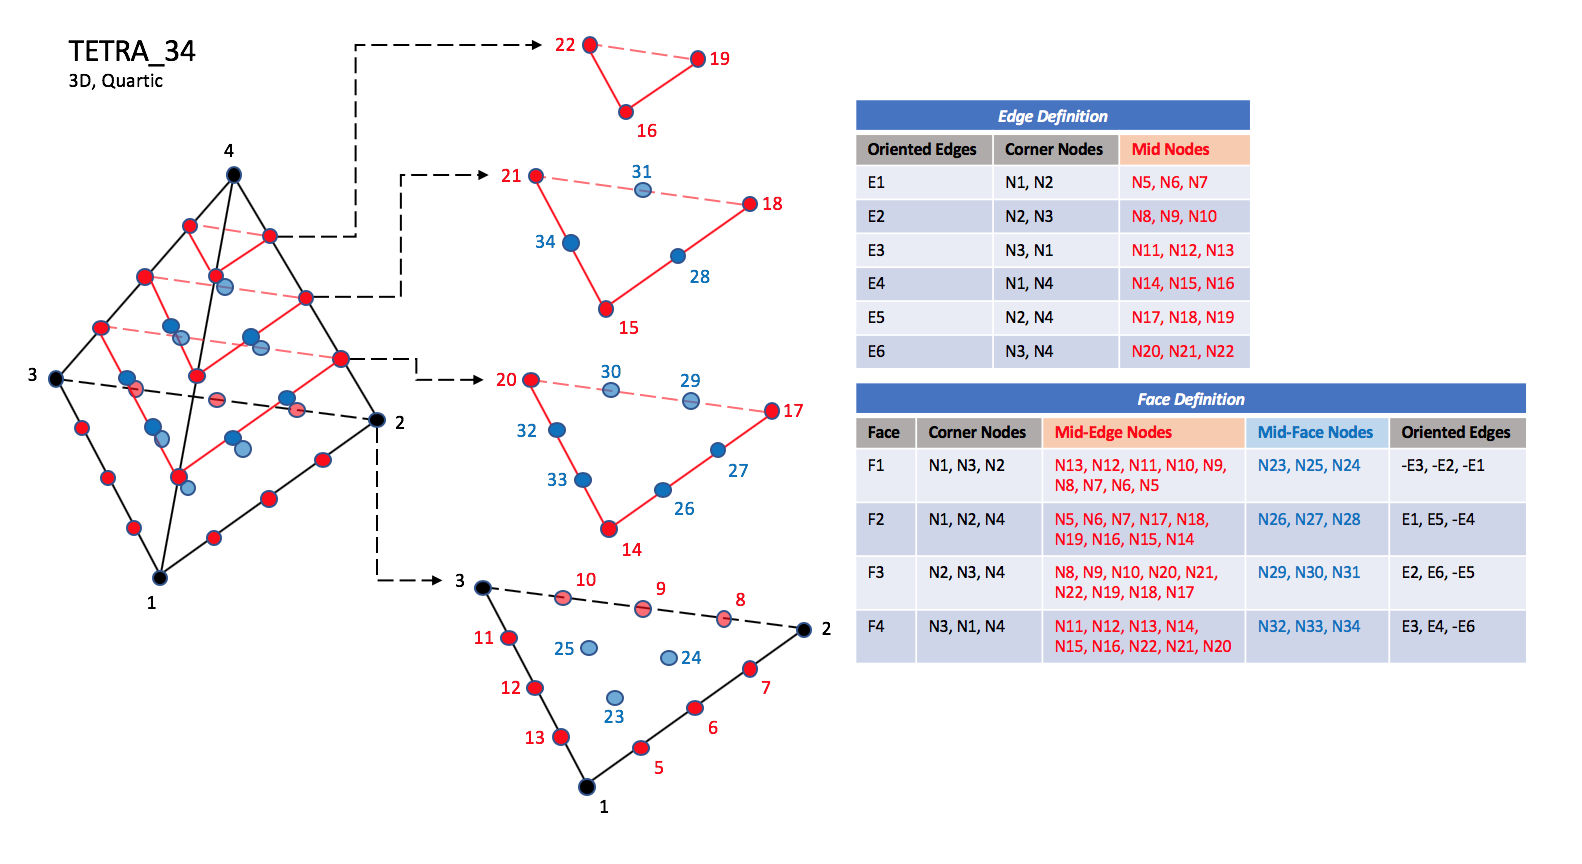 TETRA_34
3D, Quartic
4
3
2
1
22
19
16
21
31
18
34
28
15
20
30
29
17
32
27
33
26
14
3
10
9
8
2
11
25
24
12
7
23
6
13
5
1
Edge Definition
Oriented Edges Corner Nodes Mid Nodes
E1 N1, N2 N5, N6, N7
E2 N2, N3 N8, N9, N10
E3 N3, N1 N11, N12, N13
E4 N1, N4 N14, N15, N16
E5 N2, N4 N17, N18, N19
E6 N3, N4 N20, N21, N22
Face Definition
Face Corner Nodes Mid-Edge Nodes Mid-Face Nodes Oriented Edges
F1 N1, N3, N2 N13, N12, N11, N10, N9, N23, N25, N24 -E3, -E2, -E1
N8, N7, N6, N5
F2 N1, N2, N4 N5, N6, N7, N17, N18, N26, N27, N28 E1, E5, -E4
N19, N16, N15, N14
F3 N2, N3, N4 N8, N9, N10, N20, N21, N29, N30, N31 E2, E6, -E5
N22, N19, N18, N17
F4 N3, N1, N4 N11, N12, N13, N14, N32, N33, N34 E3, E4, -E6
N15, N16, N22, N21, N20